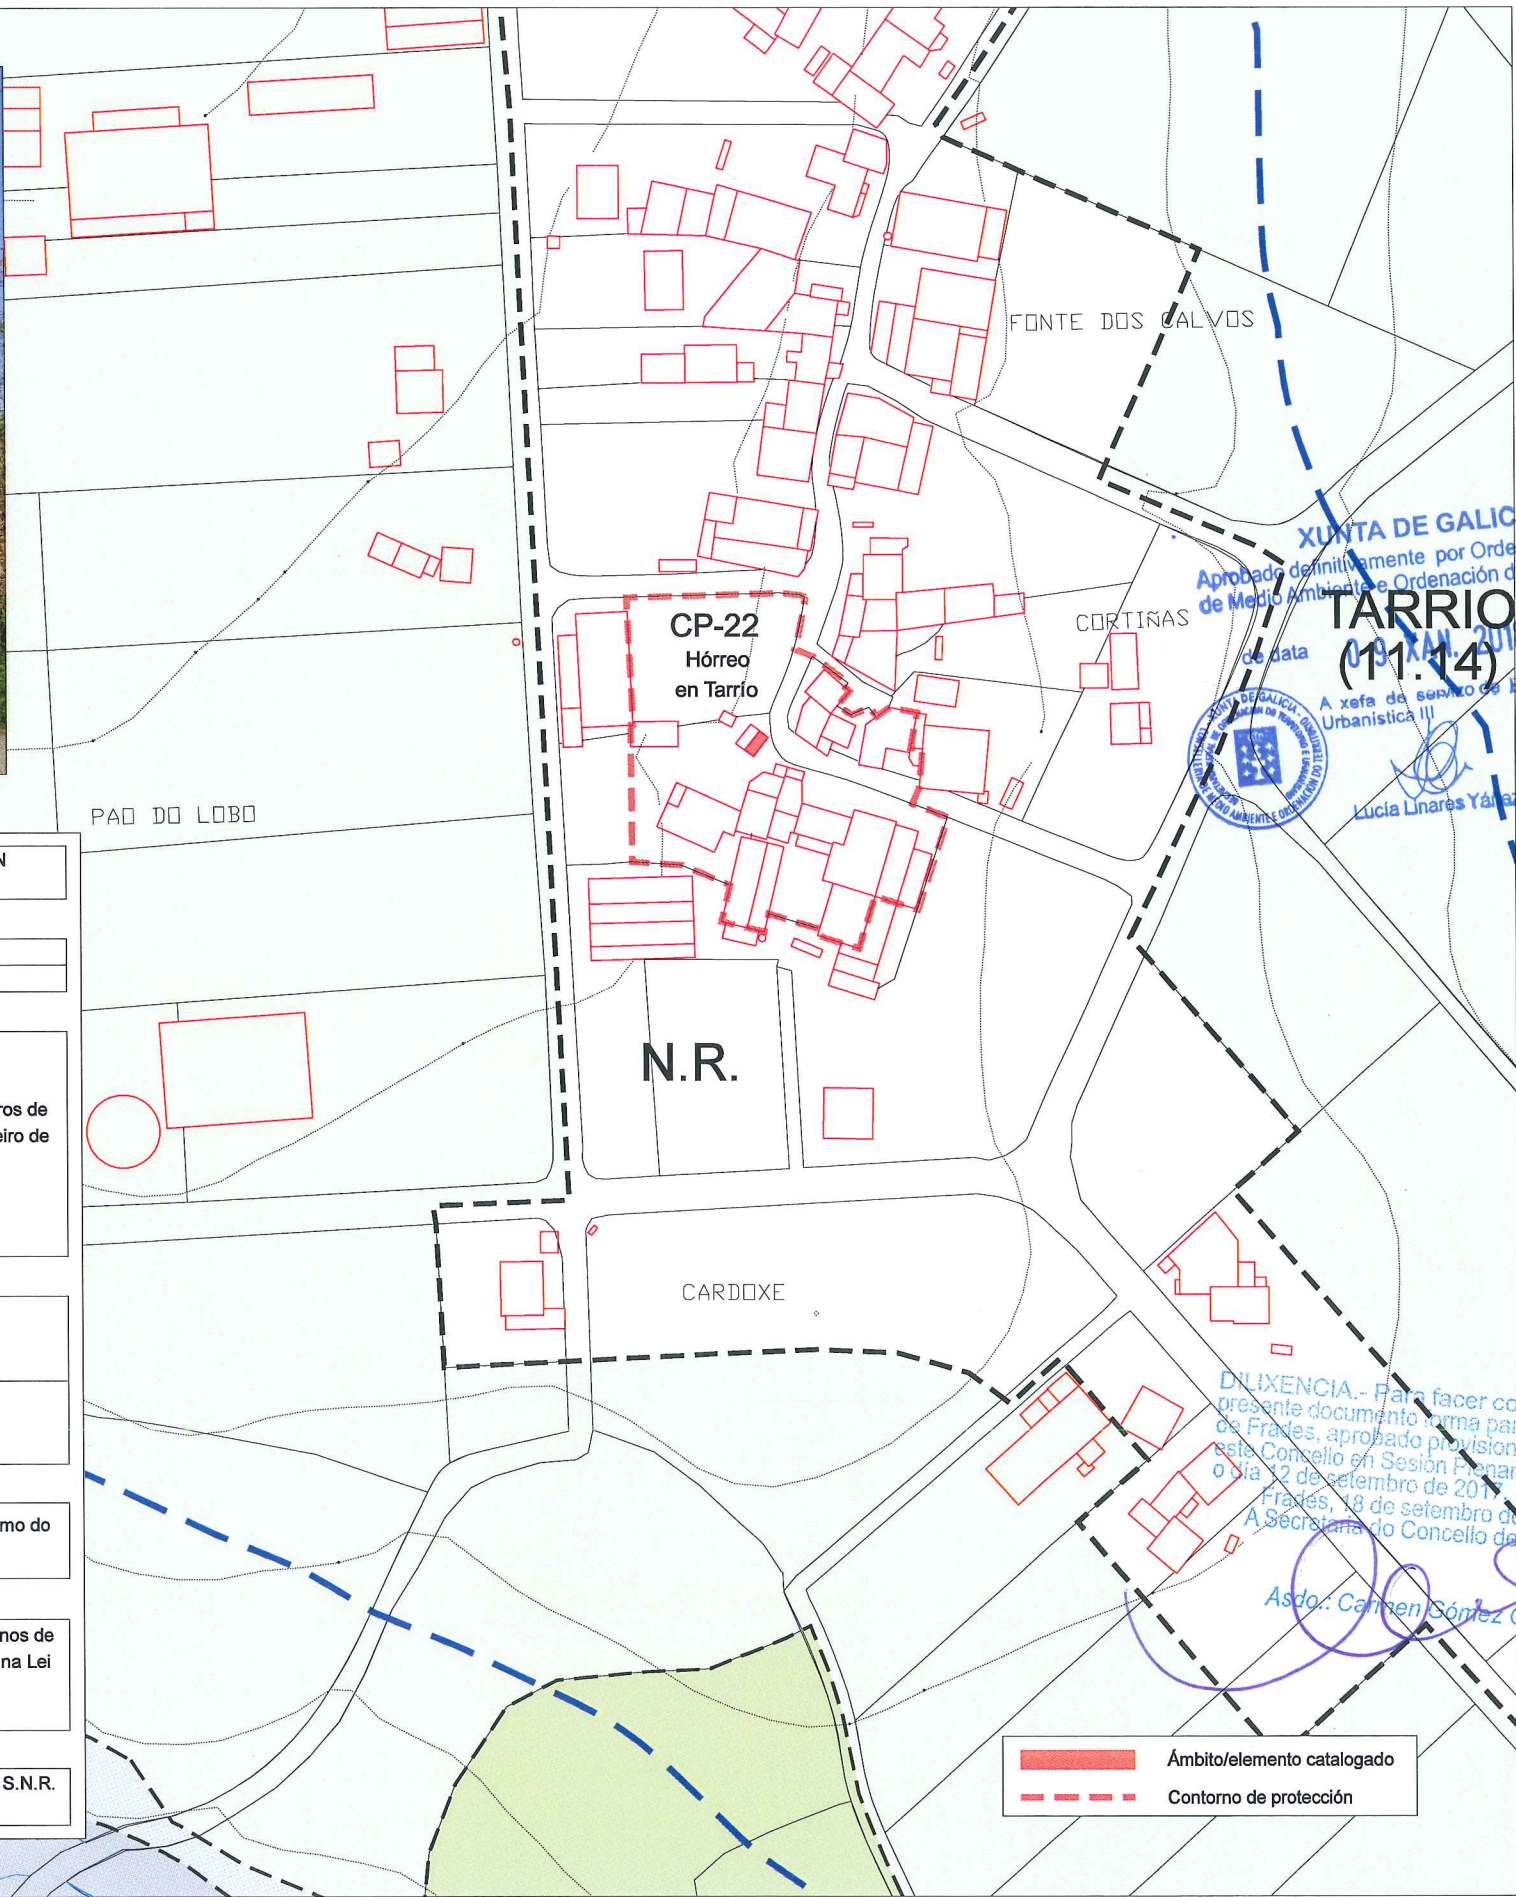 FONTE DOS CALVOS
XUNTA DE GALIC
Aprobado definitivamente por Orde
de Medio Ambiente e Ordenación d
TARRIO
(11.14)
de data 09 XAN. 201
A xefa de servizo de
Urbanística III
Lucía Linares Yáñez
CORTIÑAS
CP-22
Hórreo
en Tarrío
PAO DO LOBO
N
ros de
eiro de
mo do
nos de
na Lei
S.N.R.
N.R.
CARDOXE
DILIXENCIA.- Para facer co
presente documento forma par
de Frades, aprobado provision
este Concello en Sesión Plenar
o día 12 de setembro de 2017.
Frades, 18 de setembro de
A Secretaria do Concello de
Asdo.: Carmen Gómez
Ámbito/elemento catalogado
Contorno de protección